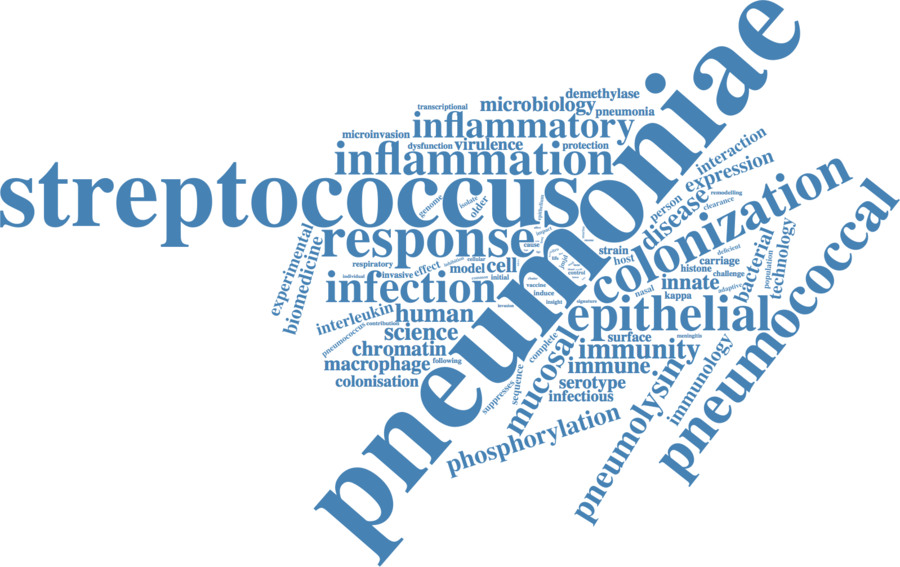 demethylase
transcriptional
microbiology
pneumonia
microinvasion
inflammatory
dysfunction
virulence
protection
inflammation
streptococcus
pneumoniae
interaction
expression
person
disease
remodelling
clearance
genome
isolate
older
response
cause
impact
colonization
strain
host
deficient
experimental
biomedicine
respiratory
individual
invasive
effect
inhibition
cellular
model
cell
initial
bacterial
population
technology
carriage
histone
challenge
infection
innate
kappa
adaptive
nasal
control
vaccine
induce
insight
signature
invasion
interleukin
human
epithelial
pneumococcus
contribution
science
chromatin
macrophage
following
colonisation
complete
surface
meningitis
immunity
immune
mucosal
suppresses
sequence
serotype
infectious
phosphorylation
pneumolysin
immunology
pneumococcal